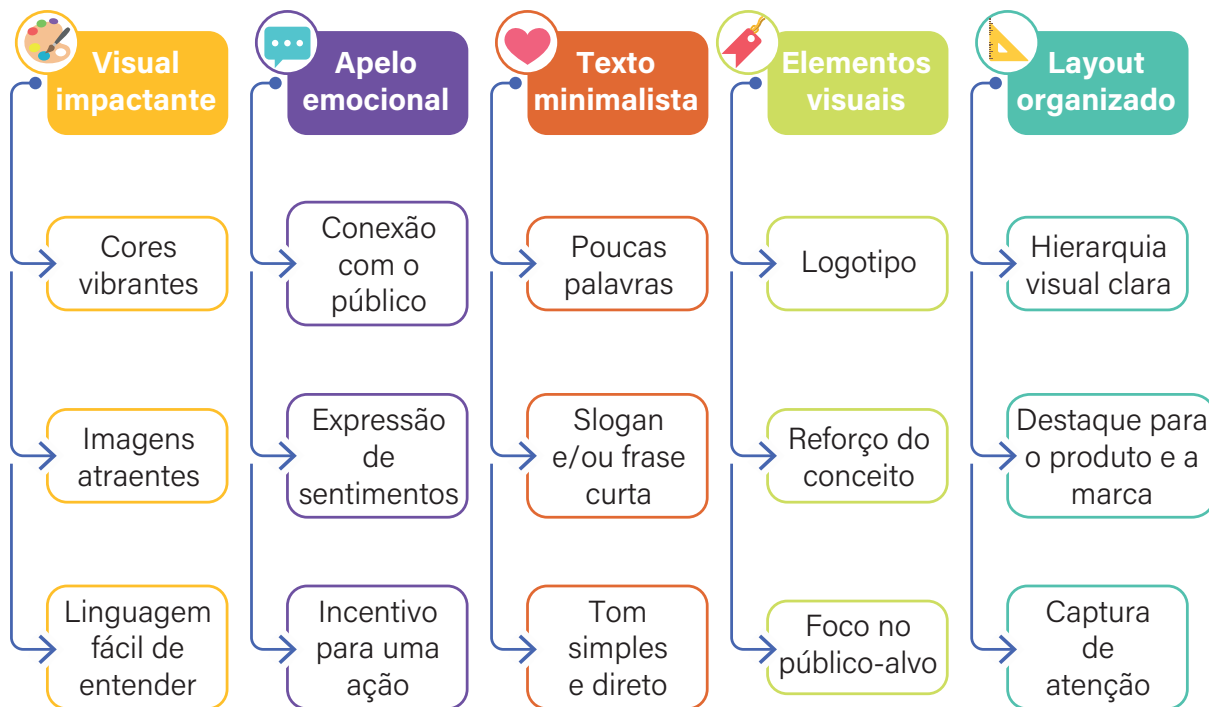 Visual
impactante
Cores
vibrantes
Imagens
atraentes
Linguagem
fácil de
entender
Apelo
emocional
Conexão
com o
público
Expressão
de
sentimentos
Incentivo
para uma
ação
Texto
minimalista
Poucas
palavras
Slogan
e/ou frase
curta
Tom
simples
e direto
Elementos
visuais
Logotipo
Reforço do
conceito
Foco no
público-alvo
Layout
organizado
Hierarquia
visual clara
Destaque para
o produto e a
marca
Captura
de
atenção